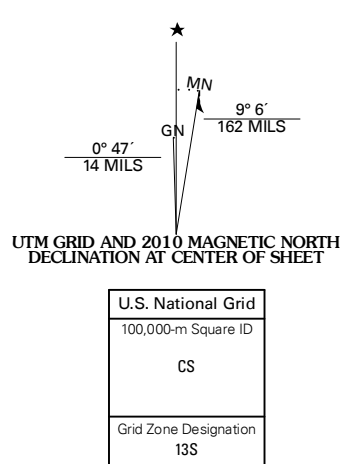 ★
MN
GN
9° 6´
162 MILS
0° 47´
14 MILS
UTM GRID AND 2010 MAGNETIC NORTH
DECLINATION AT CENTER OF SHEET
U.S. National Grid
100,000-m Square ID
CS
Grid Zone Designation
13S